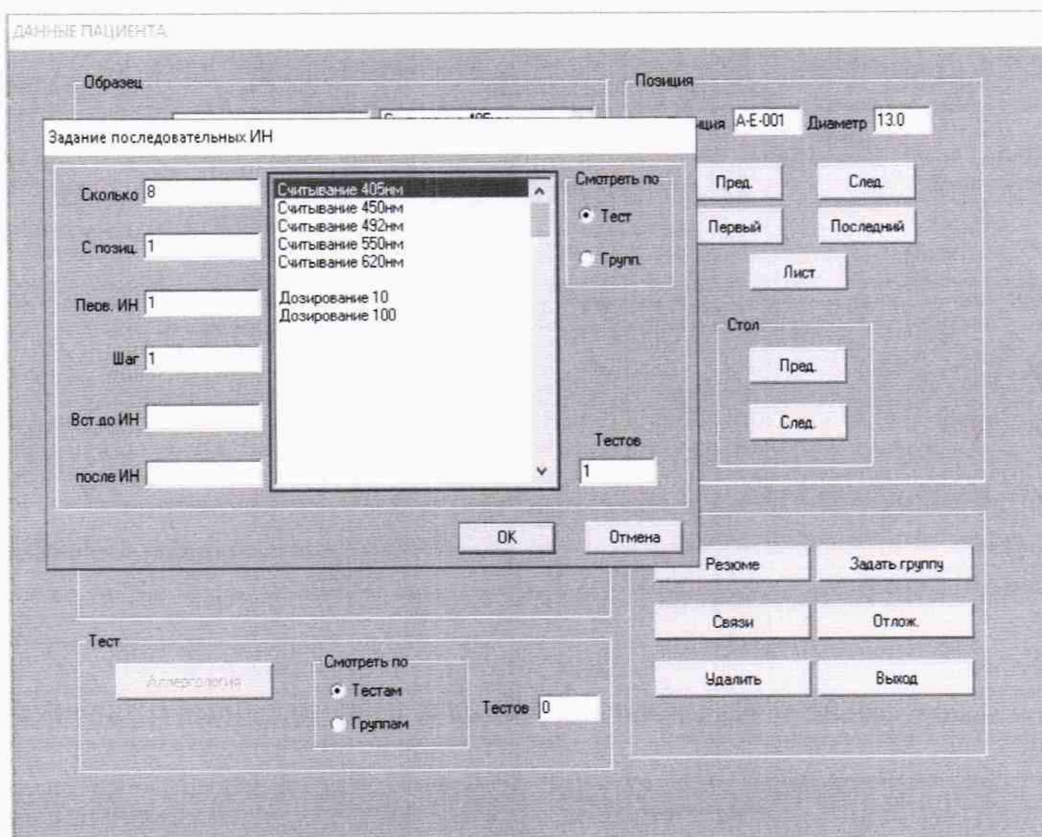 ДАННЫЕ ПАЦИЕНТА
Образец
Позиция
A-E-001
Диаметр 13.0
Пред. След.
Первый Последний
Лист
Стол
Пред.
След.
Задание последовательных ИН
Сколько 8
С позиц. 1
Перв. ИН 1
Шаг 1
Вст.до ИН
после ИН
Считывание 405нм
Считывание 450нм
Считывание 492нм
Считывание 550нм
Считывание 620нм
Дозирование 10
Дозирование 100
Смотреть по
Тест
Групп.
Тестов
1
OK Отмена
Резюме Задать группу
Связи Отлож.
Удалить Выход
Тест
Аллергология
Смотреть по
Тестам
Группам
Тестов 0